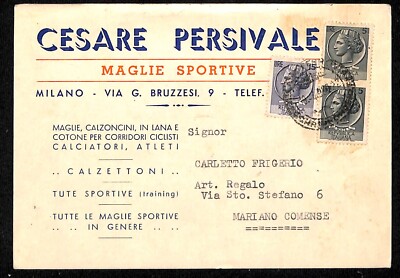 CESARE PERSIVALE
MAGLIE SPORTIVE
MILANO - VIA G. BRUZZESI, 9 - TELEF.
MAGLIE, CALZONCINI, IN LANA E
COTONE PER CORRIDORI CICLISTI
CALCIATORI, ATLETI
CALZETTONI
TUTE SPORTIVE (training)
TUTTE LE MAGLIE SPORTIVE
.. .. IN GENERE .. ..
Signor
CARLETTO FRIGERIO
Art. Regalo
Via Sto. Stefano 6
MARIANO COMENSE
==========